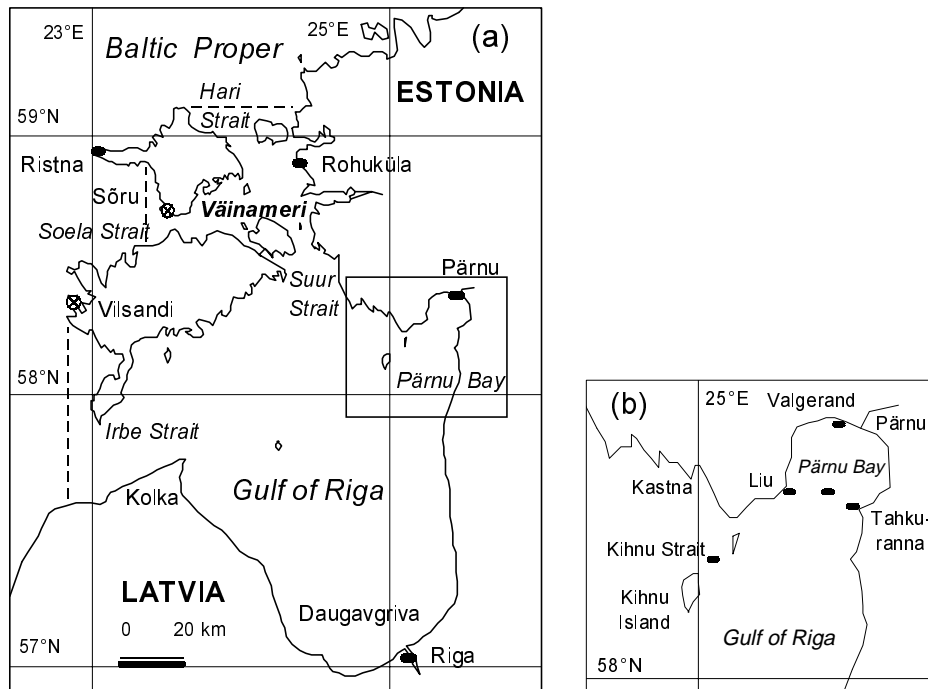 23°E
25°E
(a)
Baltic Proper
Hari
Strait
ESTONIA
59°N
Ristna
Rohuküla
Sõru
Väinameri
Soela Strait
Suur
Strait
Pärnu
Vilsandi
58°N
Pärnu Bay
Irbe Strait
Kolka
Gulf of Riga
LATVIA
0 20 km
Daugavgriva
57°N
Riga
(b)
25°E
Valgerand
Pärnu
Pärnu Bay
Liu
Kastna
Tahku-
ranna
Kihnu Strait
Kihnu
Island
Gulf of Riga
58°N